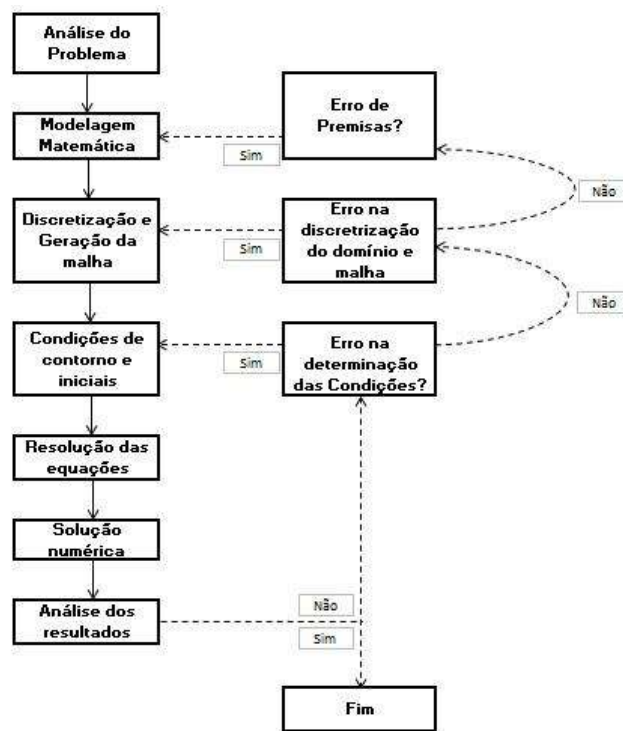 Análise do
Problema
Modelagem
Matemática
Erro de
Premisas?
Sim
Não
Discretização e
Geração da
malha
Erro na
discretrização
do domínio e
malha
Sim
Não
Condições de
contorno e
iniciais
Erro na
determinação
das Condições?
Sim
Resolução das
equações
Solução
numérica
Análise dos
resultados
Não
Sim
Fim